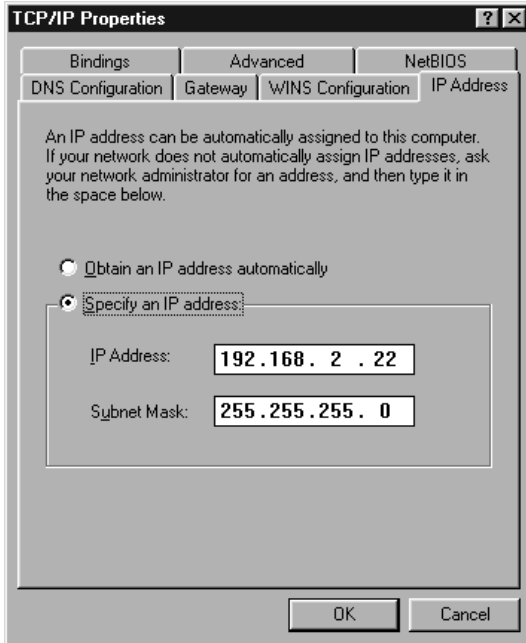 TCP/IP Properties
? X
Bindings Advanced NetBIOS
DNS Configuration Gateway WINS Configuration IP Address
An IP address can be automatically assigned to this computer.
If your network does not automatically assign IP addresses, ask
your network administrator for an address, and then type it in
the space below.
Obtain an IP address automatically
Specify an IP address:
IP Address: 192.168. 2 .22
Subnet Mask: 255.255.255. 0
OK Cancel